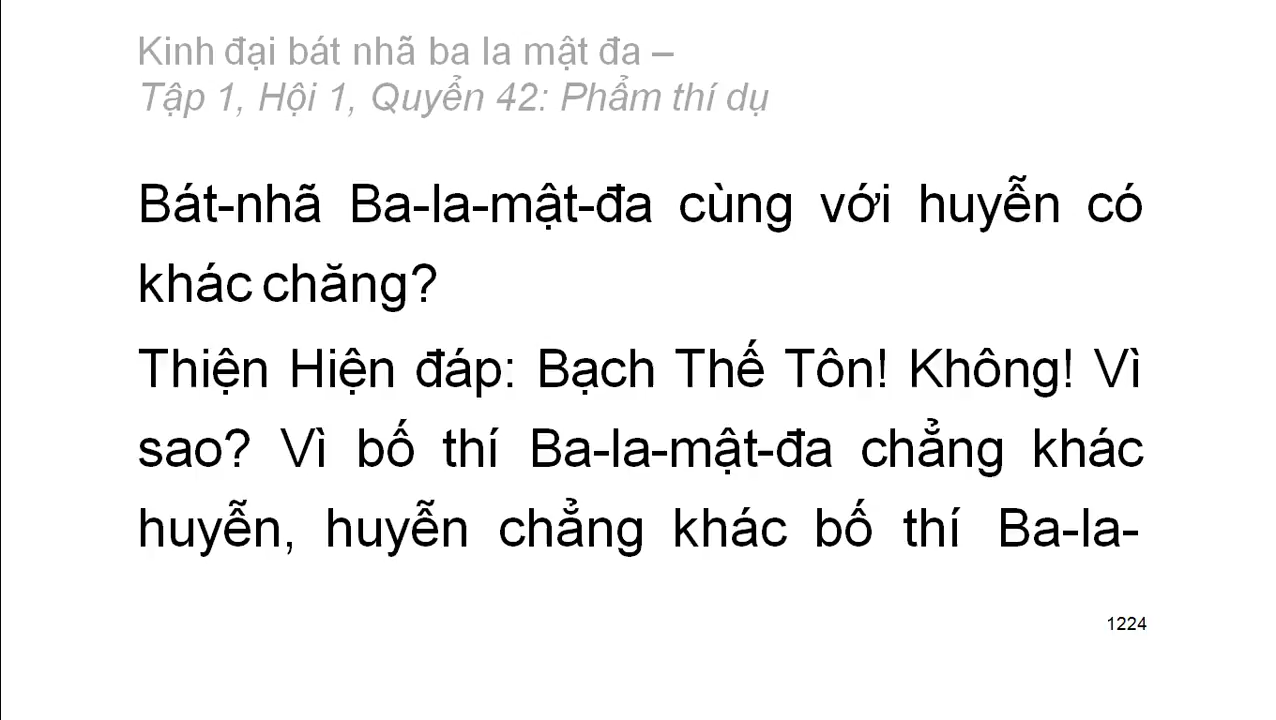 Kinh đại bát nhã ba la mật đa –
Tập 1, Hội 1, Quyển 42: Phẩm thí dụ
Bát-nhã Ba-la-mật-đa cùng với huyễn có
khác chăng?
Thiện Hiện đáp: Bạch Thế Tôn! Không! Vì
sao? Vì bố thí Ba-la-mật-đa chẳng khác
huyễn, huyễn chẳng khác bố thí Ba-la-
1224